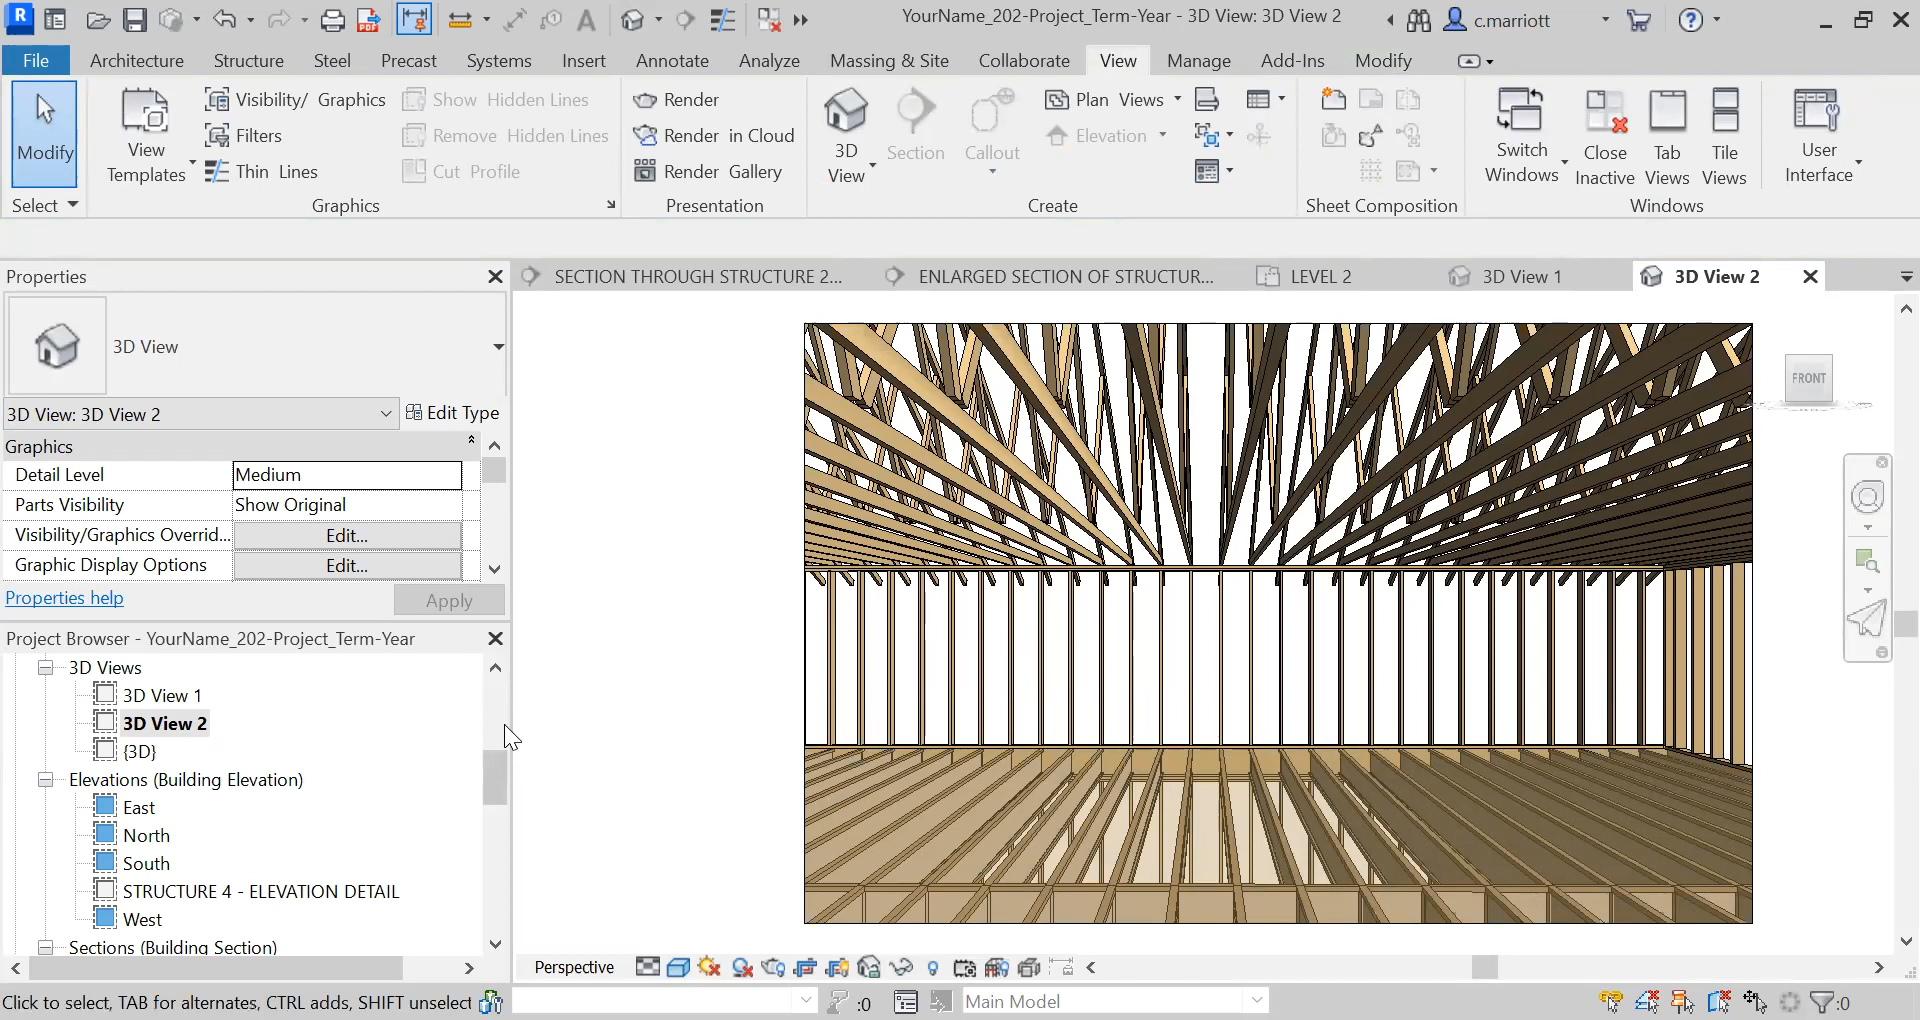 YourName_202-Project_Term-Year - 3D View: 3D View 2
c.marriott
File Architecture Structure Steel Precast Systems Insert Annotate Analyze Massing & Site Collaborate View Manage Add-Ins Modify
Modify
Select
View
Templates
Visibility/ Graphics
Filters
Thin Lines
Show Hidden Lines
Remove Hidden Lines
Cut Profile
Graphics
Render
Render in Cloud
Render Gallery
Presentation
3D
View
Section
Callout
Plan Views
Elevation
Create
Sheet Composition
Switch
Windows
Close
Inactive
Tab
Views
Tile
Views
Windows
User
Interface
Properties
SECTION THROUGH STRUCTURE 2...
ENLARGED SECTION OF STRUCTUR...
LEVEL 2
3D View 1
3D View 2
3D View
3D View: 3D View 2
Edit Type
Graphics
Detail Level Medium
Parts Visibility Show Original
Visibility/Graphics Overrid... Edit...
Graphic Display Options Edit...
Properties help
Apply
Project Browser - YourName_202-Project_Term-Year
3D Views
3D View 1
3D View 2
{3D}
Elevations (Building Elevation)
East
North
South
STRUCTURE 4 - ELEVATION DETAIL
West
Sections (Building Section)
FRONT
Perspective
Click to select, TAB for alternates, CTRL adds, SHIFT unselect
:0
Main Model
:0